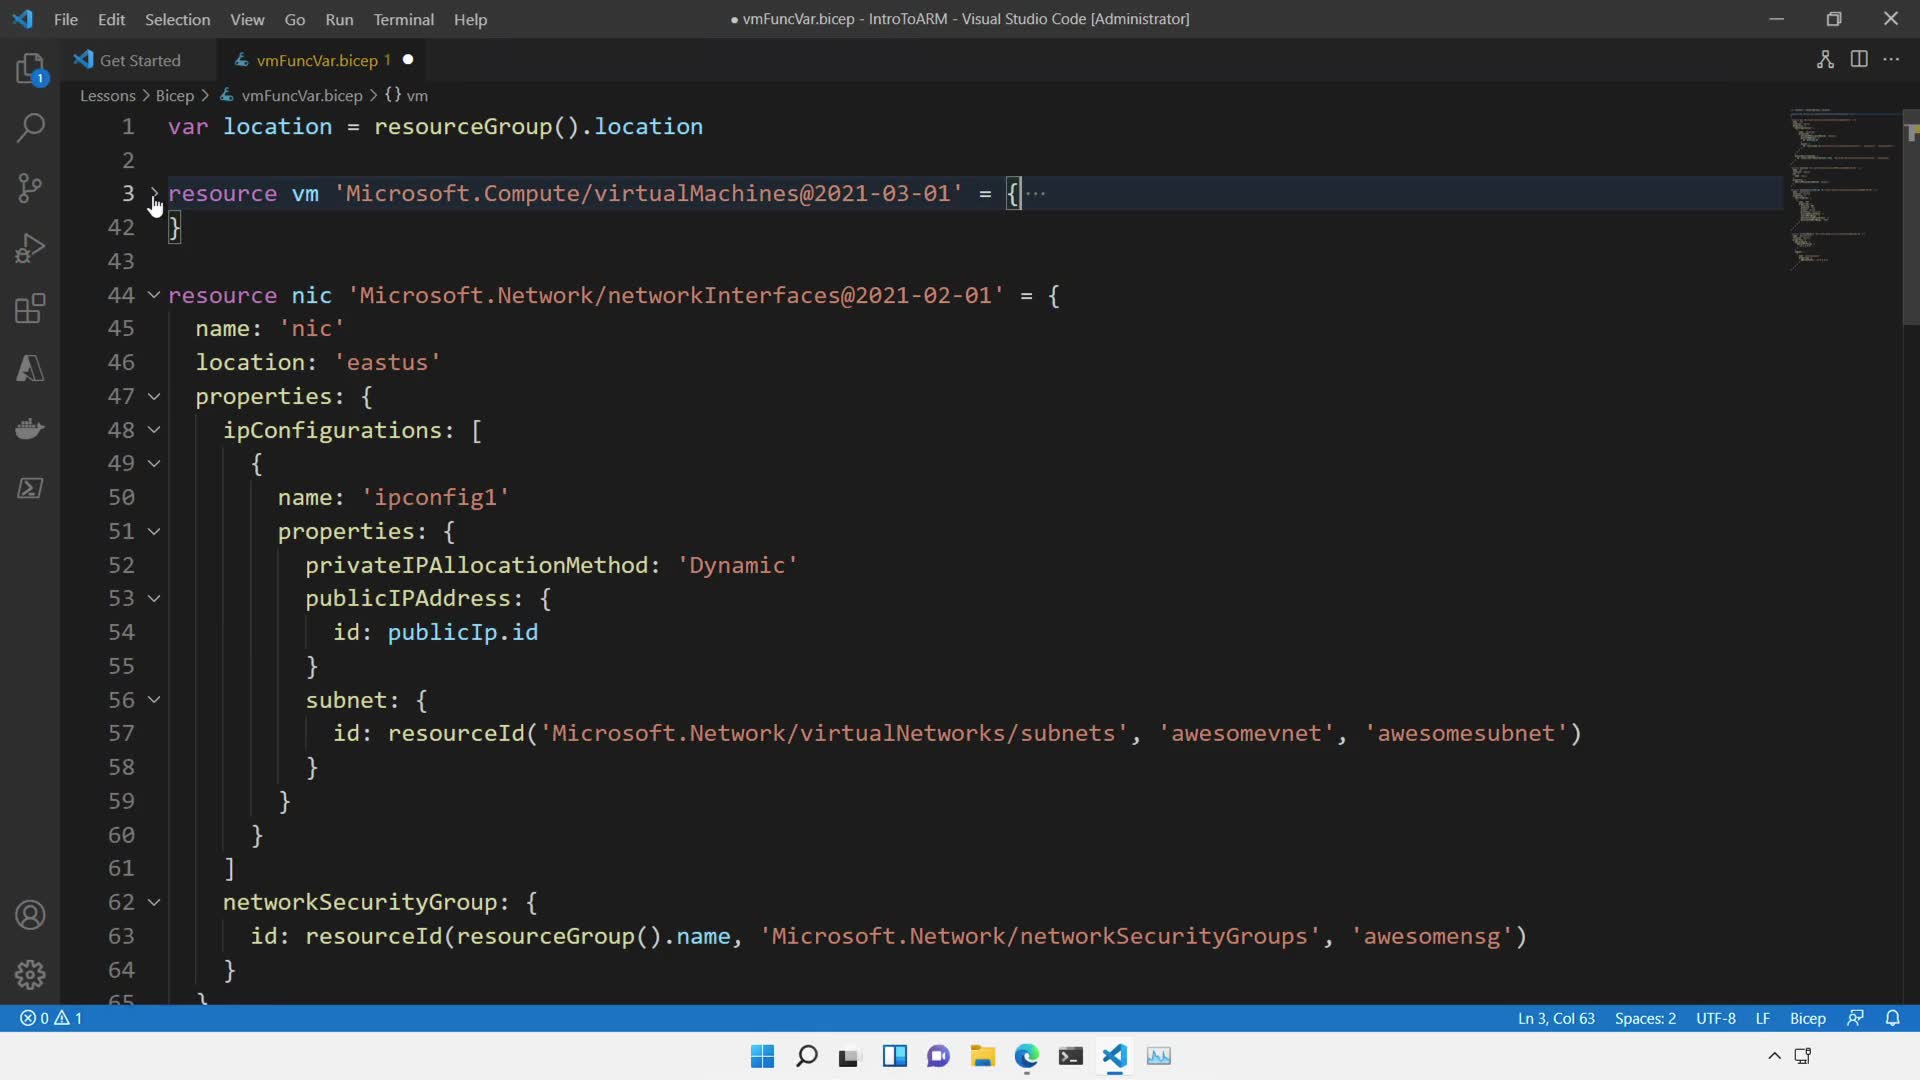 File Edit Selection View Go Run Terminal Help
● vmFuncVar.bicep - IntroToARM - Visual Studio Code [Administrator]
1
Get Started
vmFuncVar.bicep 1 ●
Lessons > Bicep > vmFuncVar.bicep > {} vm
1 var location = resourceGroup().location
2
3 resource vm 'Microsoft.Compute/virtualMachines@2021-03-01' = {···
42 }
43
44 resource nic 'Microsoft.Network/networkInterfaces@2021-02-01' = {
45 name: 'nic'
46 location: 'eastus'
47 properties: {
48 ipConfigurations: [
49 {
50 name: 'ipconfig1'
51 properties: {
52 privateIPAllocationMethod: 'Dynamic'
53 publicIPAddress: {
54 id: publicIp.id
55 }
56 subnet: {
57 id: resourceId('Microsoft.Network/virtualNetworks/subnets', 'awesomevnet', 'awesomesubnet')
58 }
59 }
60 }
61 ]
62 networkSecurityGroup: {
63 id: resourceId(resourceGroup().name, 'Microsoft.Network/networkSecurityGroups', 'awesomensg')
64 }
65 }
0 1
Ln 3, Col 63 Spaces: 2 UTF-8 LF Bicep